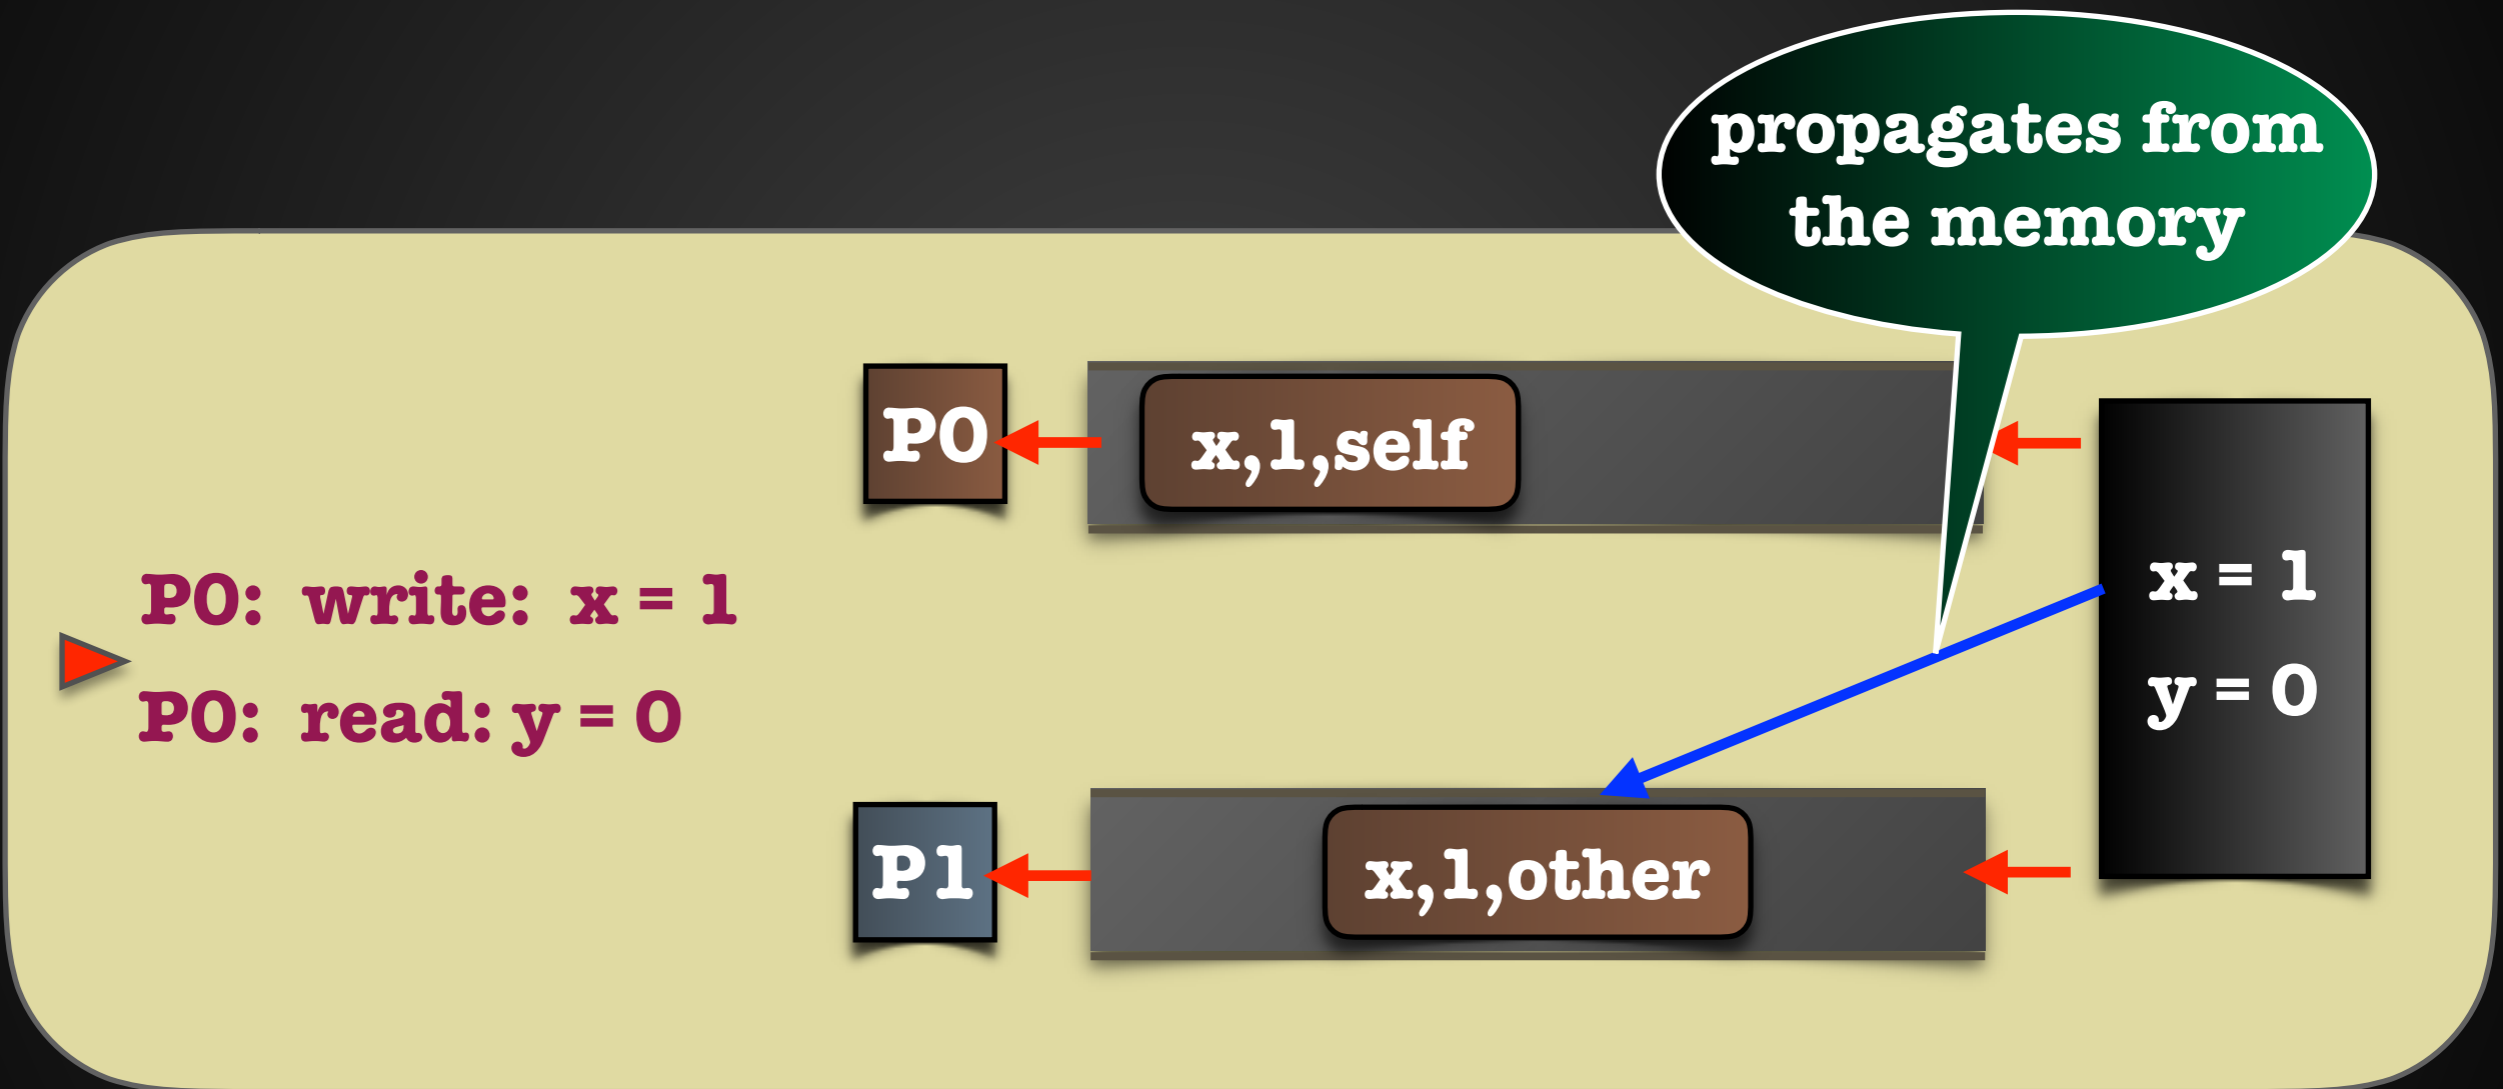 propagates from
the memory
P0
x,1,self
P0: write: x = 1
P0: read: y = 0
x = 1
y = 0
P1
x,1,other